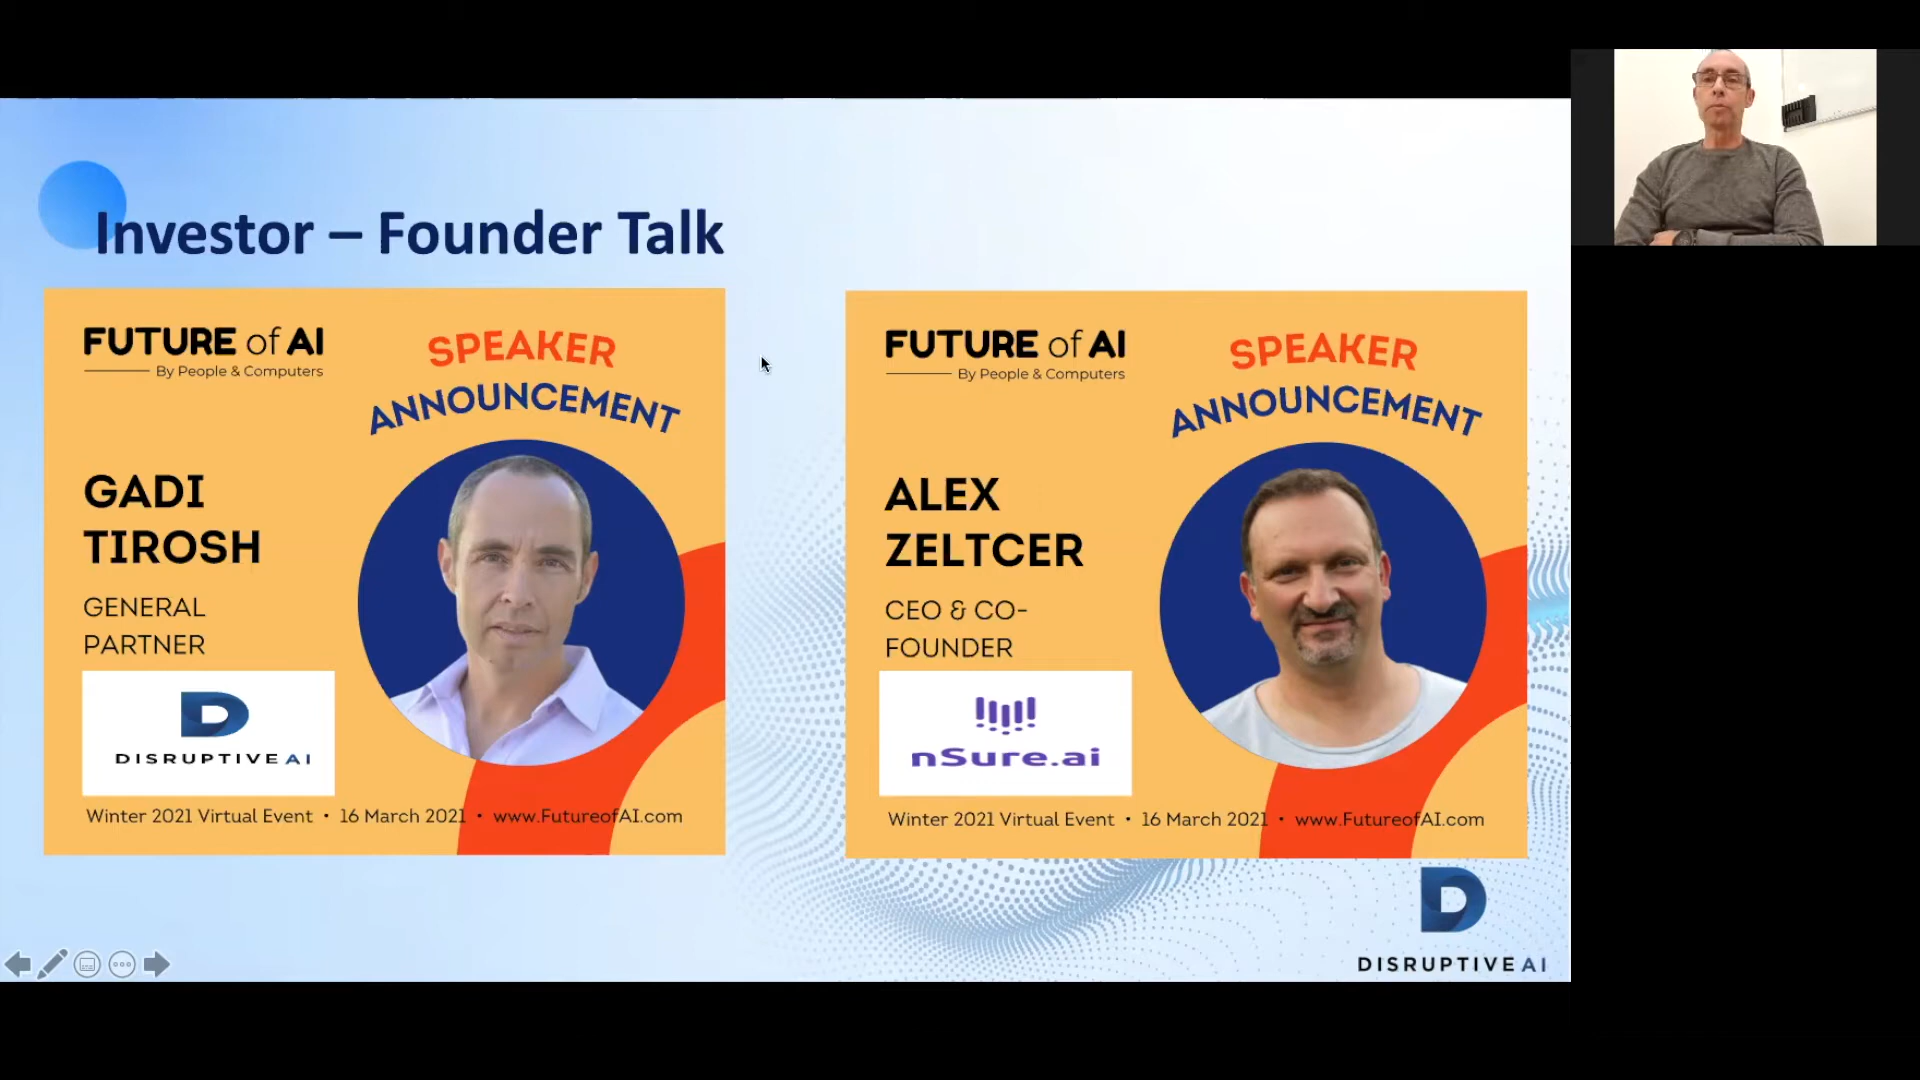 Investor – Founder Talk
FUTURE of AI
By People & Computers
SPEAKER
ANNOUNCEMENT
GADI
TIROSH
GENERAL
PARTNER
DISRUPTIVE AI
Winter 2021 Virtual Event • 16 March 2021 • www.FutureofAI.com
FUTURE of AI
By People & Computers
SPEAKER
ANNOUNCEMENT
ALEX
ZELTCER
CEO & CO-
FOUNDER
nSure.ai
Winter 2021 Virtual Event • 16 March 2021 • www.FutureofAI.com
DISRUPTIVE AI